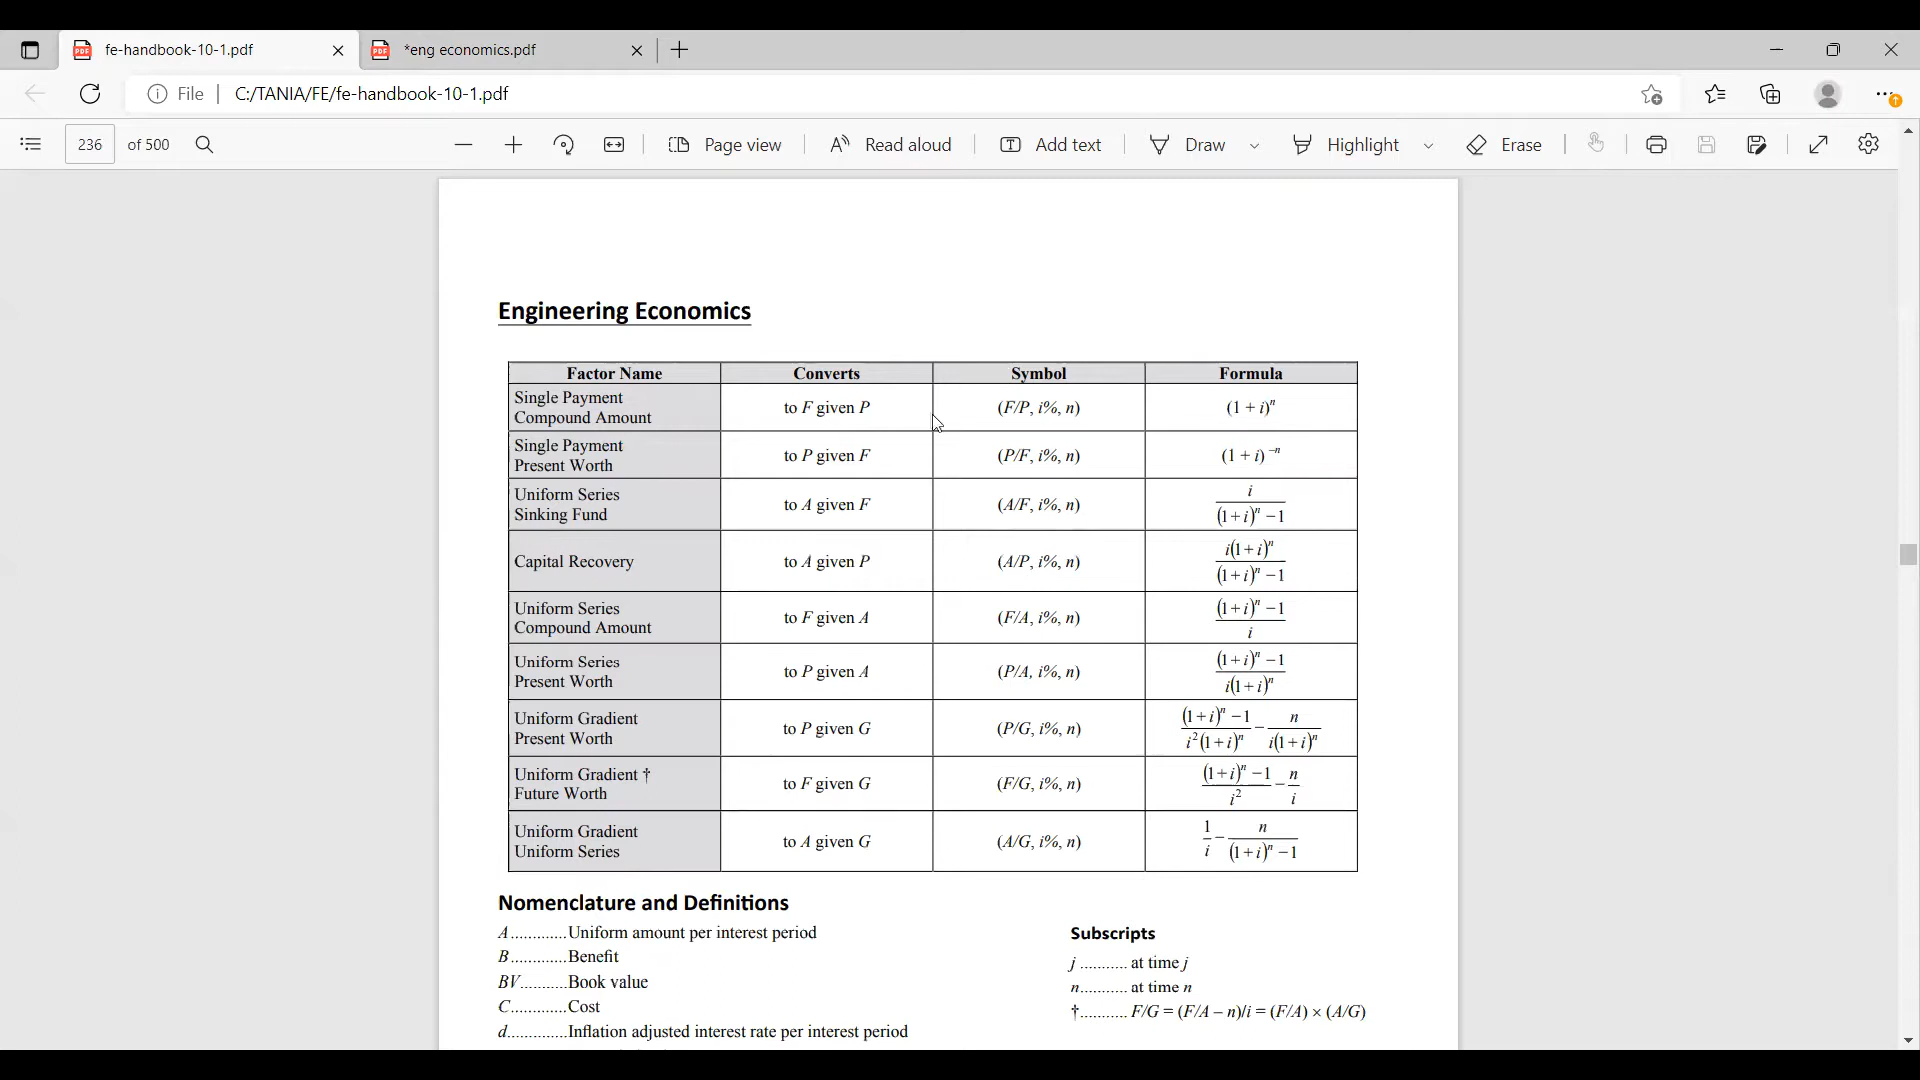 fe-handbook-10-1.pdf
*eng economics.pdf
File | C:/TANIA/FE/fe-handbook-10-1.pdf
236 of 500
Page view
Read aloud
Add text
Draw
Highlight
Erase
Engineering Economics
Factor Name Converts Symbol Formula
Single Payment
Compound Amount
to F given P (F/P, i%, n) (1 + i)^n
Single Payment
Present Worth
to P given F (P/F, i%, n) (1 + i)^−n
Uniform Series
Sinking Fund
to A given F (A/F, i%, n)
i
(1+i)^n −1
Capital Recovery to A given P (A/P, i%, n)
i(1+i)^n
(1+i)^n −1
Uniform Series
Compound Amount
to F given A (F/A, i%, n)
(1+i)^n −1
i
Uniform Series
Present Worth
to P given A (P/A, i%, n)
(1+i)^n −1
i(1+i)^n
Uniform Gradient
Present Worth
to P given G (P/G, i%, n)
(1+i)^n −1 − n
i^2(1+i)^n i(1+i)^n
Uniform Gradient †
Future Worth
to F given G (F/G, i%, n)
(1+i)^n −1 − n
i^2 i
Uniform Gradient
Uniform Series
to A given G (A/G, i%, n)
1 − n
i (1+i)^n −1
Nomenclature and Definitions
A.............Uniform amount per interest period
B.............Benefit
BV..........Book value
C.............Cost
d.............Inflation adjusted interest rate per interest period
Subscripts
j ........... at time j
n........... at time n
†........... F/G = (F/A – n)/i = (F/A) × (A/G)